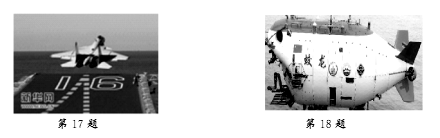 16
新华网
蛟龙
第 17 题
第 18 题